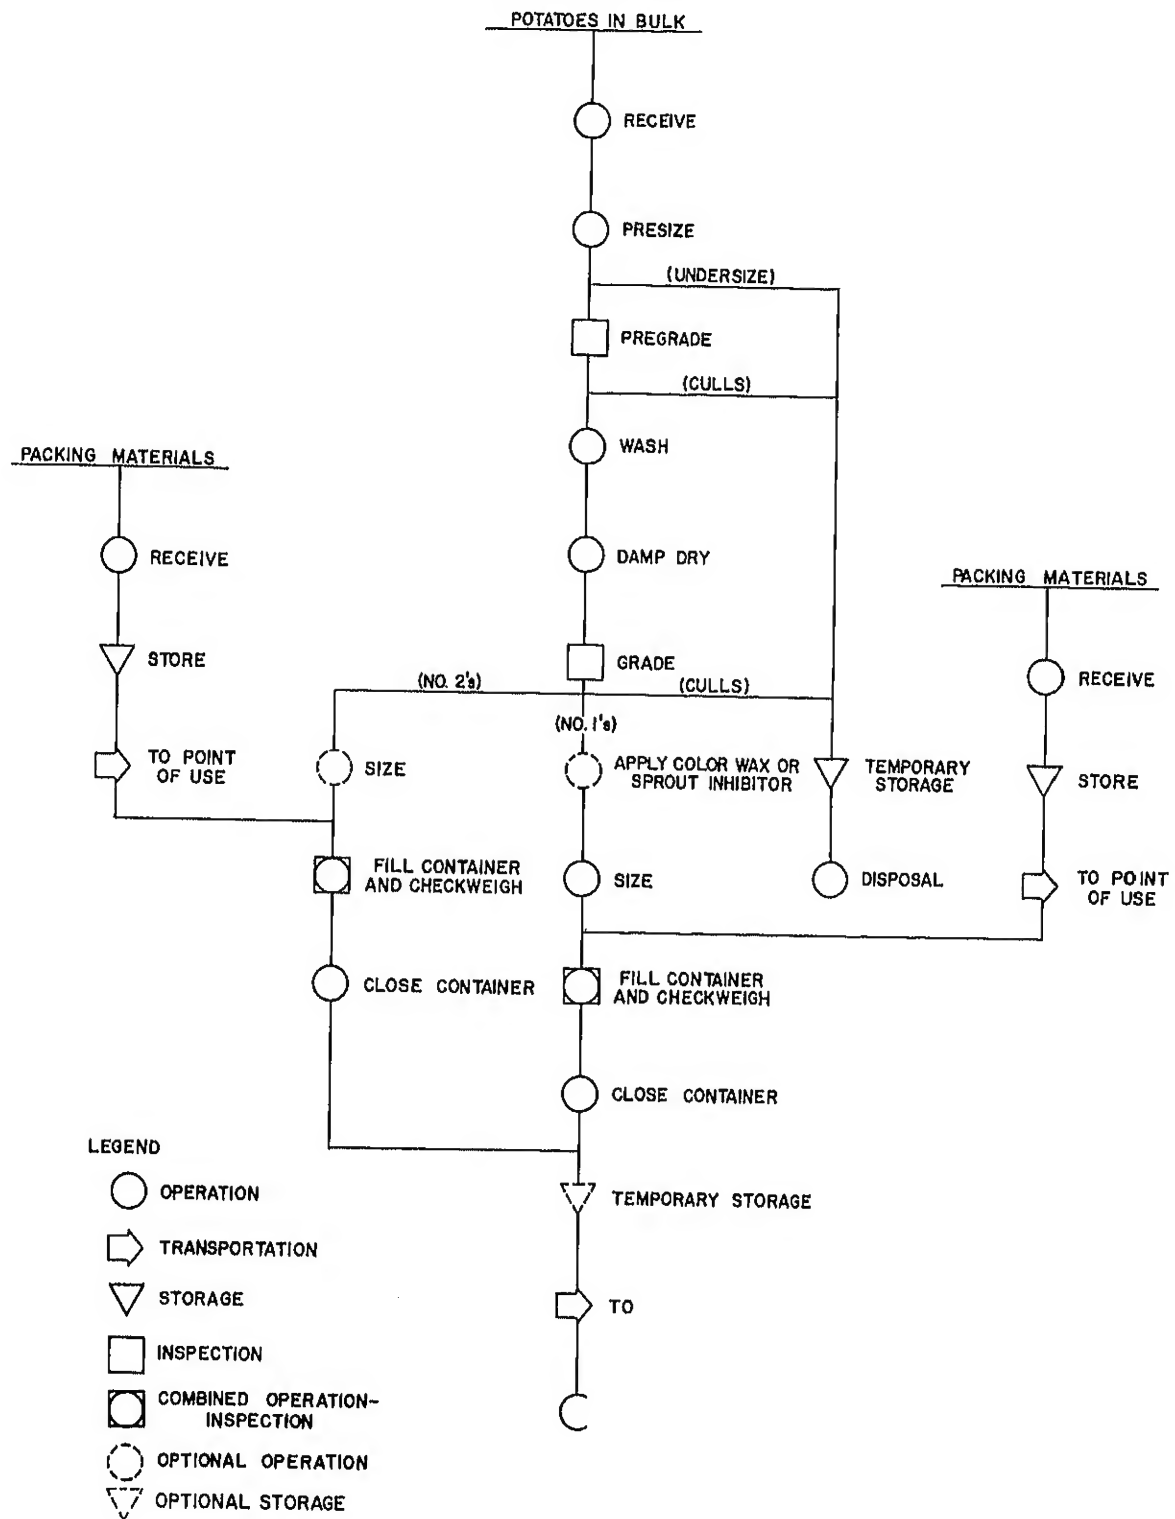 POTATOES IN BULK
RECEIVE
PRESIZE
(UNDERSIZE)
PREGRADE
(CULLS)
WASH
DAMP DRY
GRADE
(NO. 2's)
(CULLS)
(NO. 1's)
PACKING MATERIALS
RECEIVE
STORE
TO POINT
OF USE
SIZE
FILL CONTAINER
AND CHECKWEIGH
CLOSE CONTAINER
APPLY COLOR WAX OR
SPROUT INHIBITOR
SIZE
FILL CONTAINER
AND CHECKWEIGH
CLOSE CONTAINER
TEMPORARY
STORAGE
DISPOSAL
PACKING MATERIALS
RECEIVE
STORE
TO POINT
OF USE
TEMPORARY STORAGE
TO
LEGEND
OPERATION
TRANSPORTATION
STORAGE
INSPECTION
COMBINED OPERATION-
INSPECTION
OPTIONAL OPERATION
OPTIONAL STORAGE